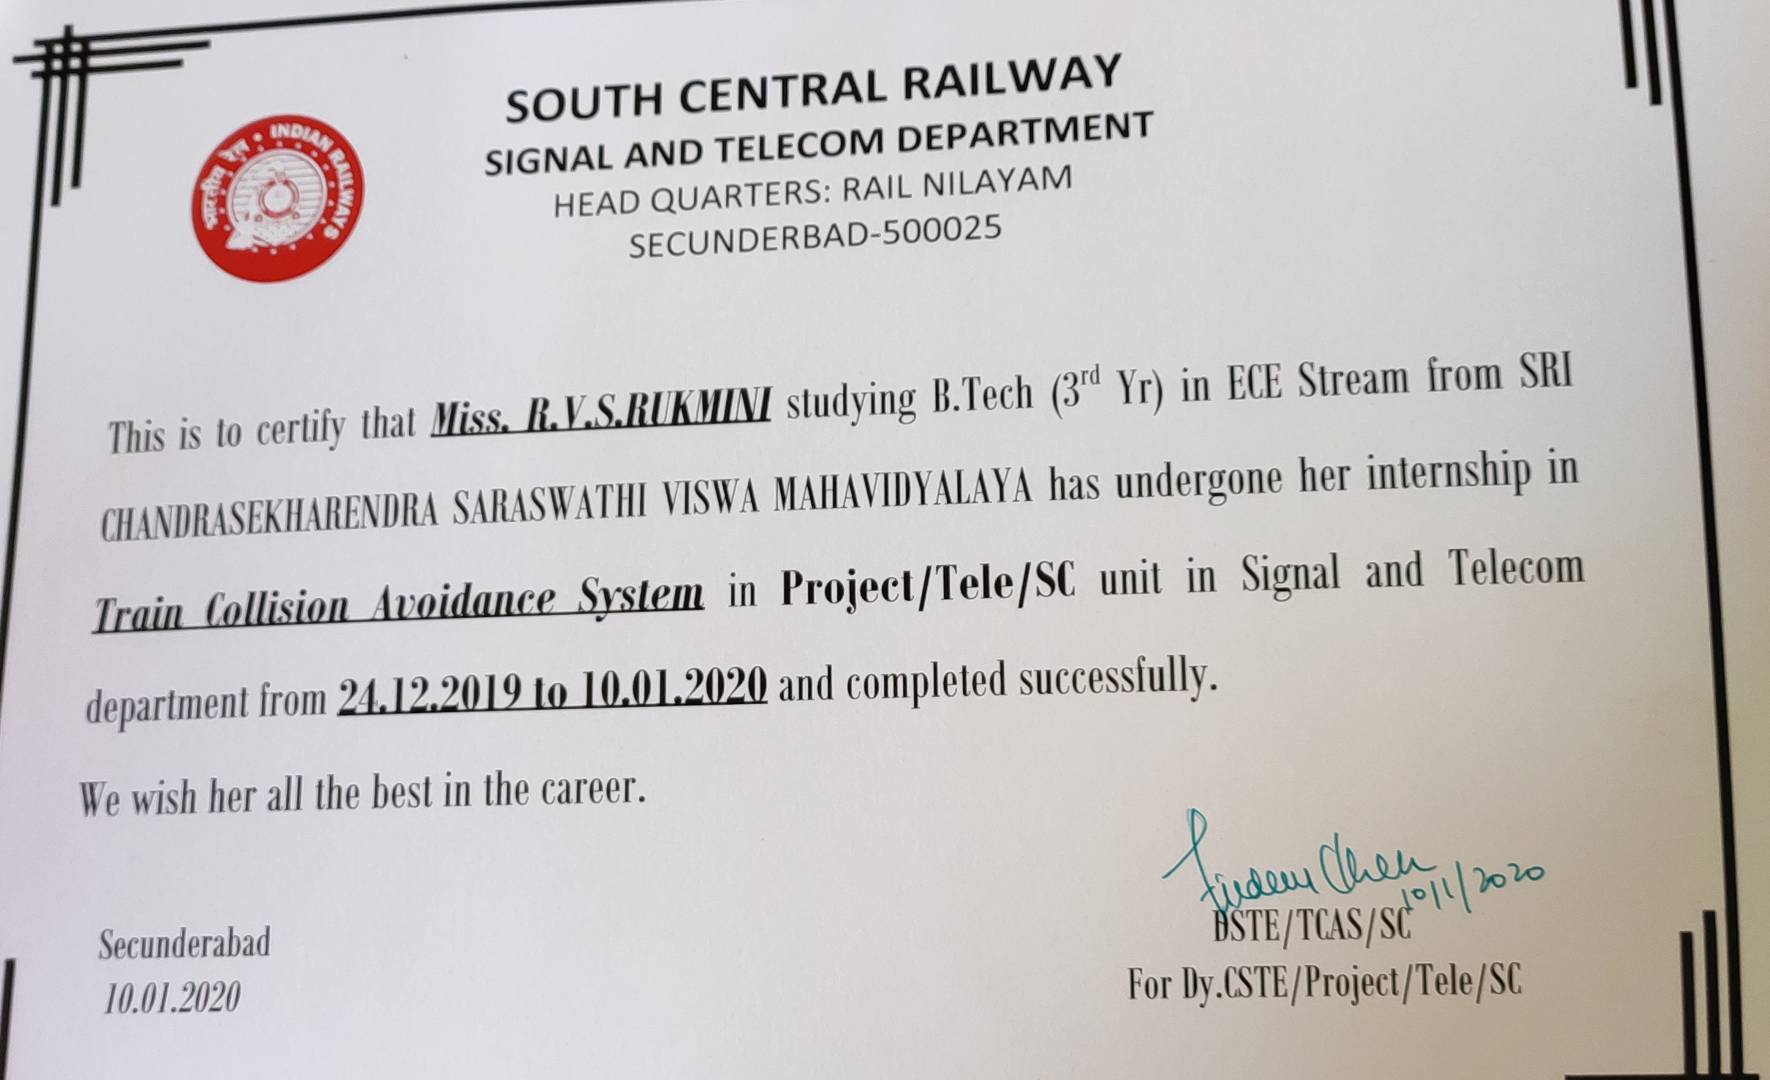 SOUTH CENTRAL RAILWAY
SIGNAL AND TELECOM DEPARTMENT
HEAD QUARTERS: RAIL NILAYAM
SECUNDERBAD-500025
भारतीय रेल • INDIAN RAILWAYS
This is to certify that Miss. R.V.S.RUKMINI studying B.Tech (3rd Yr) in ECE Stream from SRI
CHANDRASEKHARENDRA SARASWATHI VISWA MAHAVIDYALAYA has undergone her internship in
Train Collision Avoidance System in Project/Tele/SC unit in Signal and Telecom
department from 24.12.2019 to 10.01.2020 and completed successfully.
We wish her all the best in the career.
10/1/2020
DSTE/TCAS/SC
For Dy.CSTE/Project/Tele/SC
Secunderabad
10.01.2020